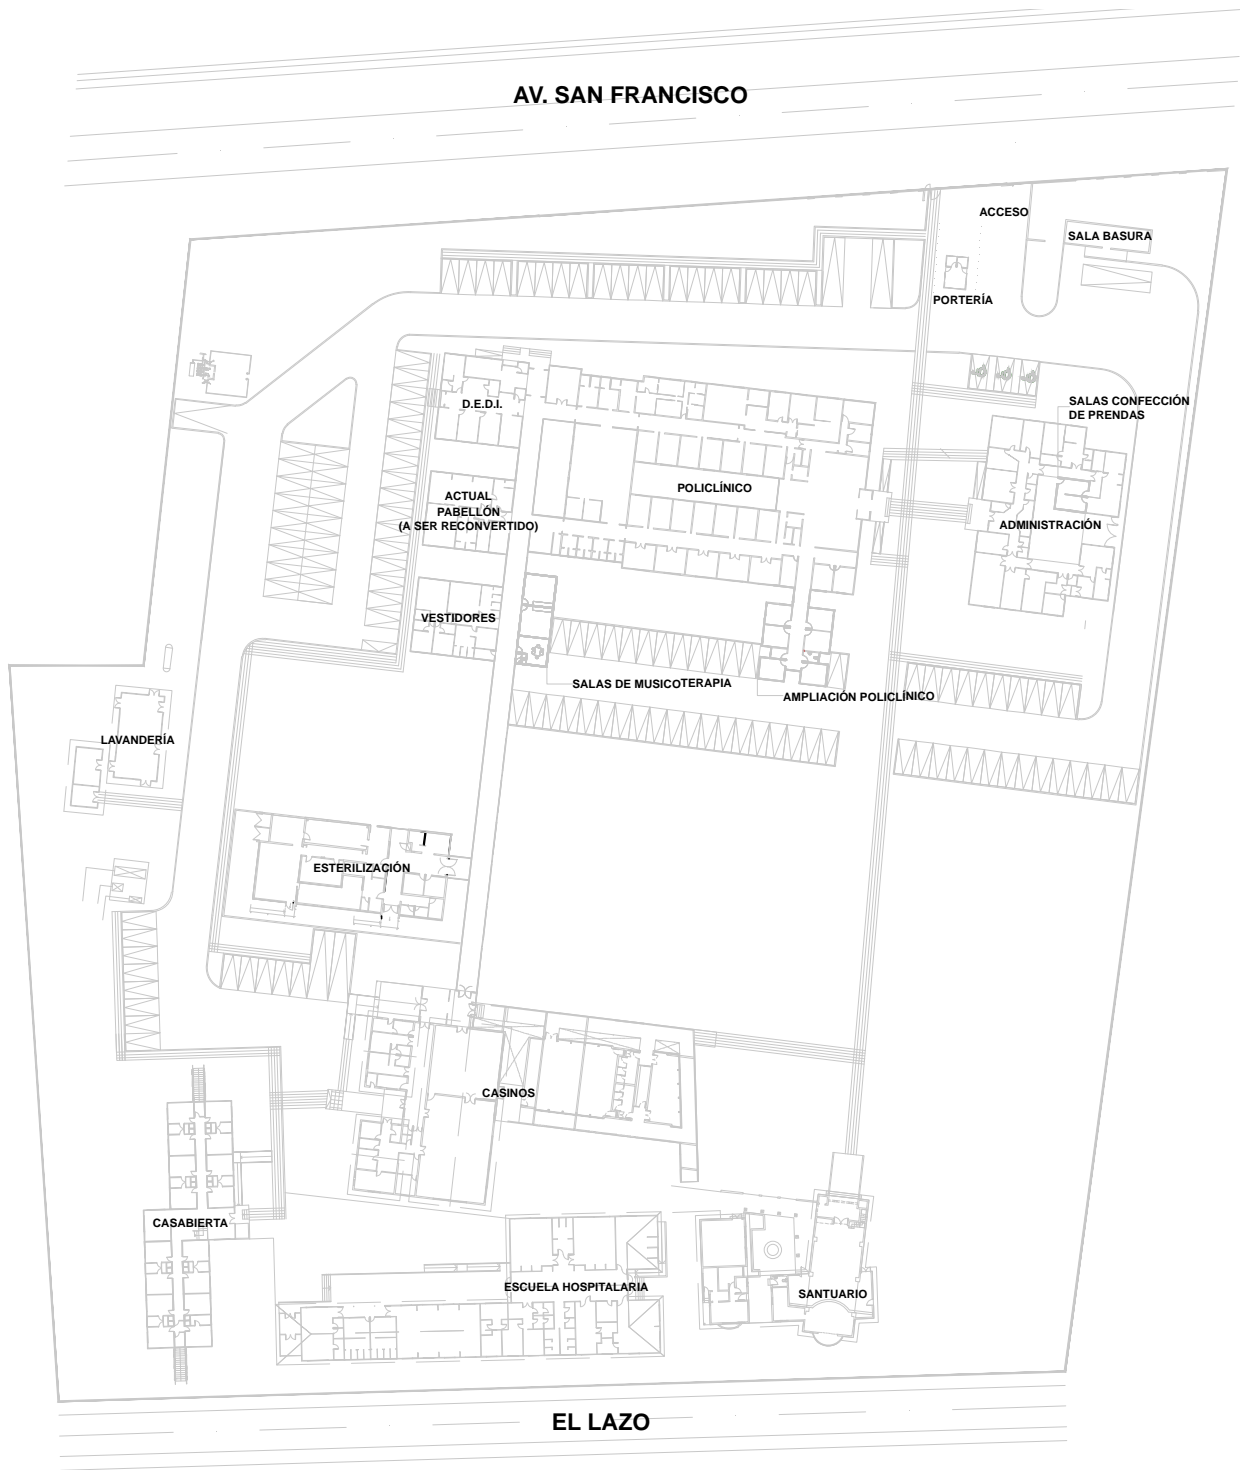 AV. SAN FRANCISCO
ACCESO
SALA BASURA
PORTERÍA
D.E.D.I.
SALAS CONFECCIÓN
DE PRENDAS
ACTUAL
PABELLÓN
(A SER RECONVERTIDO)
POLICLÍNICO
ADMINISTRACIÓN
VESTIDORES
SALAS DE MUSICOTERAPIA
AMPLIACIÓN POLICLÍNICO
LAVANDERÍA
ESTERILIZACIÓN
CASINOS
CASABIERTA
ESCUELA HOSPITALARIA
SANTUARIO
EL LAZO